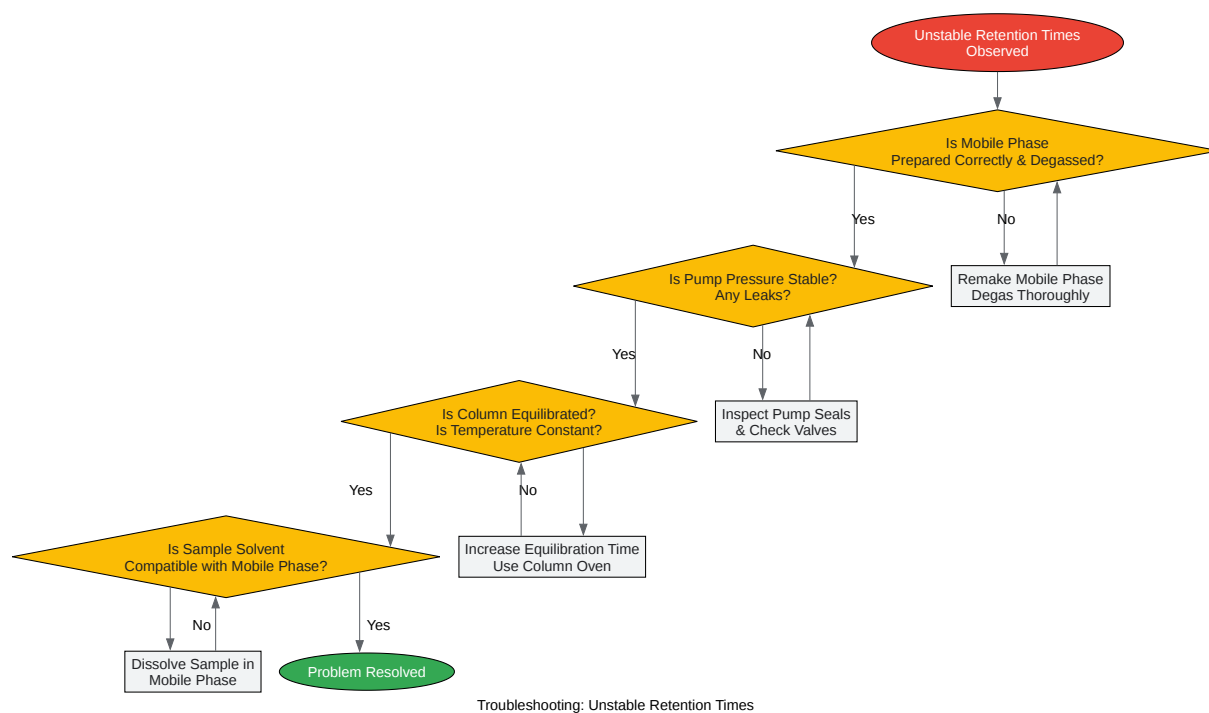 Unstable Retention Times
Observed
Is Mobile Phase
Prepared Correctly & Degassed?
Yes
No
Remake Mobile Phase
Degas Thoroughly
Is Pump Pressure Stable?
Any Leaks?
Yes
No
Inspect Pump Seals
& Check Valves
Is Column Equilibrated?
Is Temperature Constant?
Yes
No
Increase Equilibration Time
Use Column Oven
Is Sample Solvent
Compatible with Mobile Phase?
No
Yes
Dissolve Sample in
Mobile Phase
Problem Resolved
Troubleshooting: Unstable Retention Times